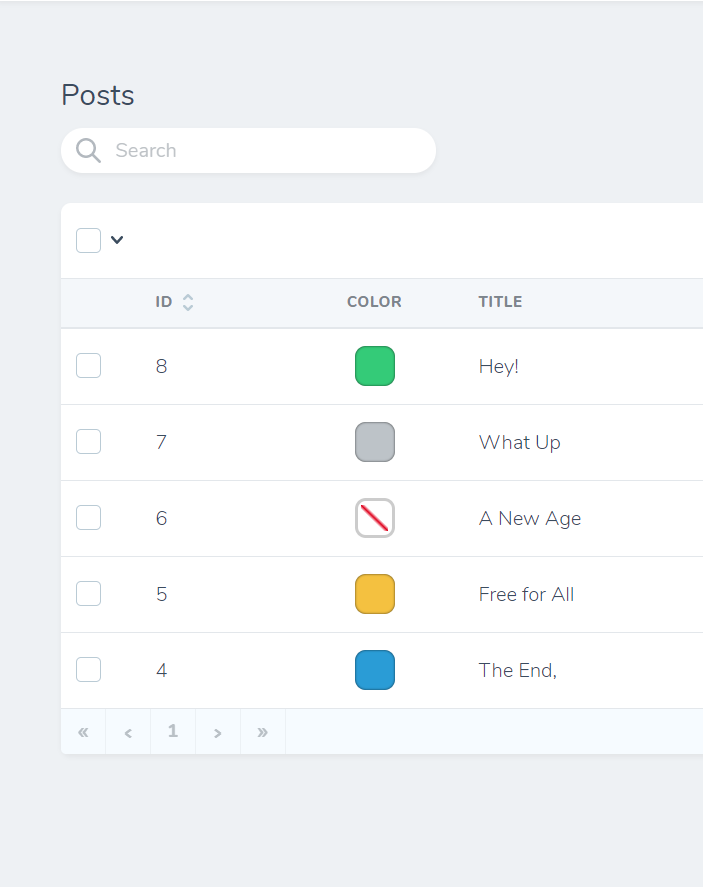 Posts
Search
ID COLOR TITLE
8 Hey!
7 What Up
6 A New Age
5 Free for All
4 The End,
« ‹ 1 › »